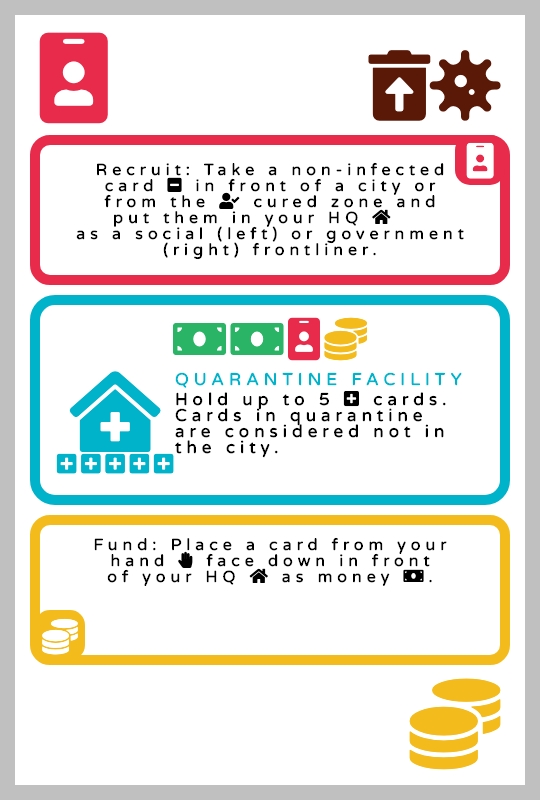 Recruit: Take a non-infected
card in front of a city or
from the cured zone and
put them in your HQ
as a social (left) or government
(right) frontliner.
QUARANTINE FACILITY
Hold up to 5 cards.
Cards in quarantine
are considered not in
the city.
Fund: Place a card from your
hand face down in front
of your HQ as money .